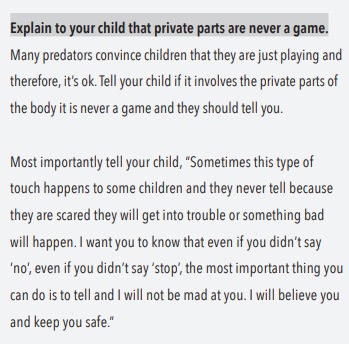 Explain to your child that private parts are never a game.
Many predators convince children that they are just playing and
therefore, it's ok. Tell your child if it involves the private parts of
the body it is never a game and they should tell you.
Most importantly tell your child, “Sometimes this type of
touch happens to some children and they never tell because
they are scared they will get into trouble or something bad
will happen. I want you to know that even if you didn't say
'no', even if you didn't say 'stop', the most important thing you
can do is to tell and I will not be mad at you. I will believe you
and keep you safe.”